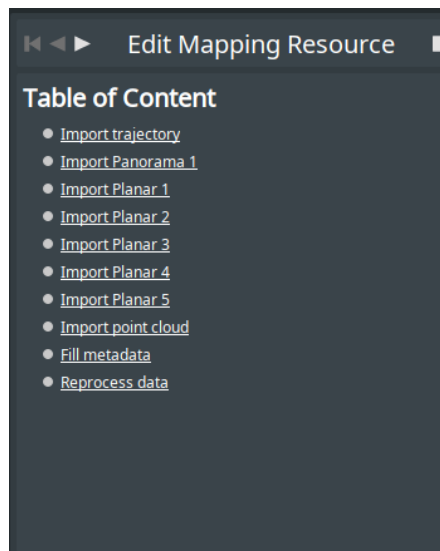 Edit Mapping Resource
Table of Content
Import trajectory
Import Panorama 1
Import Planar 1
Import Planar 2
Import Planar 3
Import Planar 4
Import Planar 5
Import point cloud
Fill metadata
Reprocess data